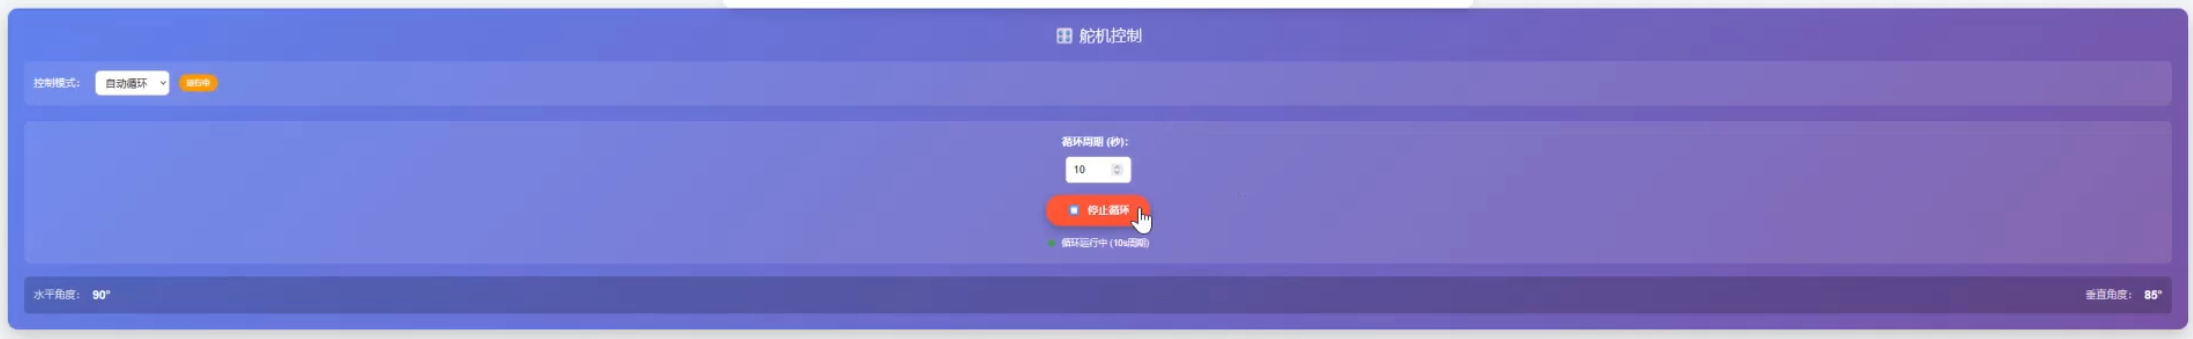 舵机控制
控制模式: 自动循环 运行中
循环周期 (秒):
10
停止循环
循环运行中 (10s周期)
水平角度: 90° 垂直角度: 85°